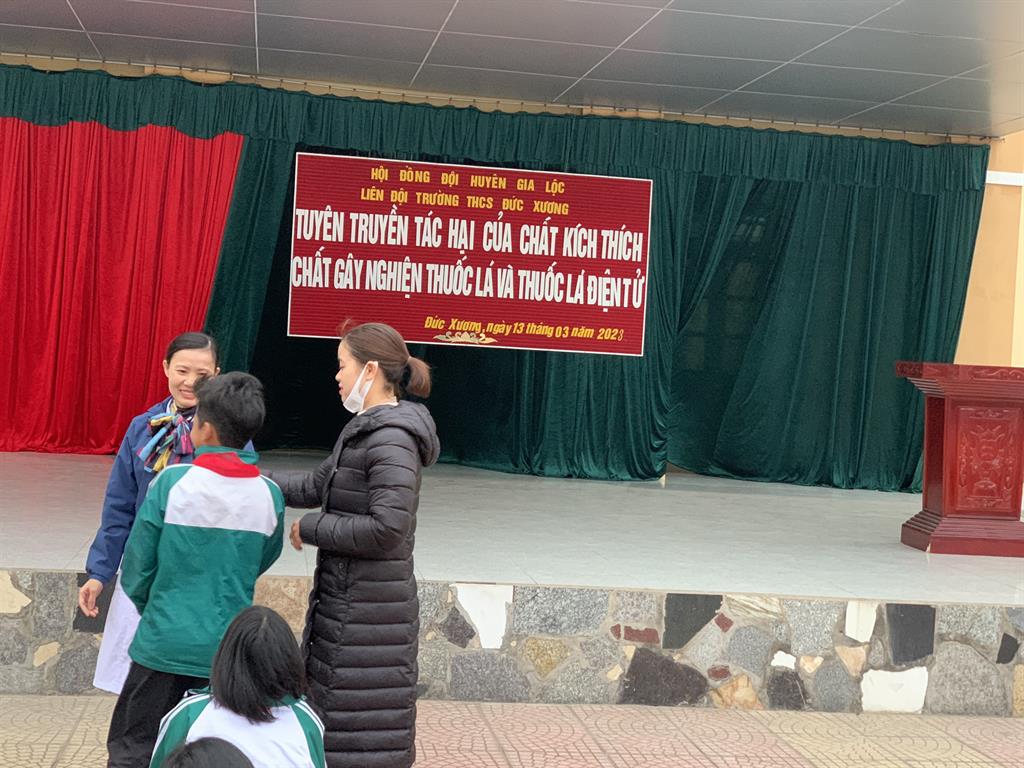 HỘI ĐỒNG ĐỘI HUYỆN GIA LỘC
LIÊN ĐỘI TRƯỜNG THCS ĐỨC XƯƠNG
TUYÊN TRUYỀN TÁC HẠI CỦA CHẤT KÍCH THÍCH
CHẤT GÂY NGHIỆN THUỐC LÁ VÀ THUỐC LÁ ĐIỆN TỬ
Đức Xương, ngày 13 tháng 03 năm 2023